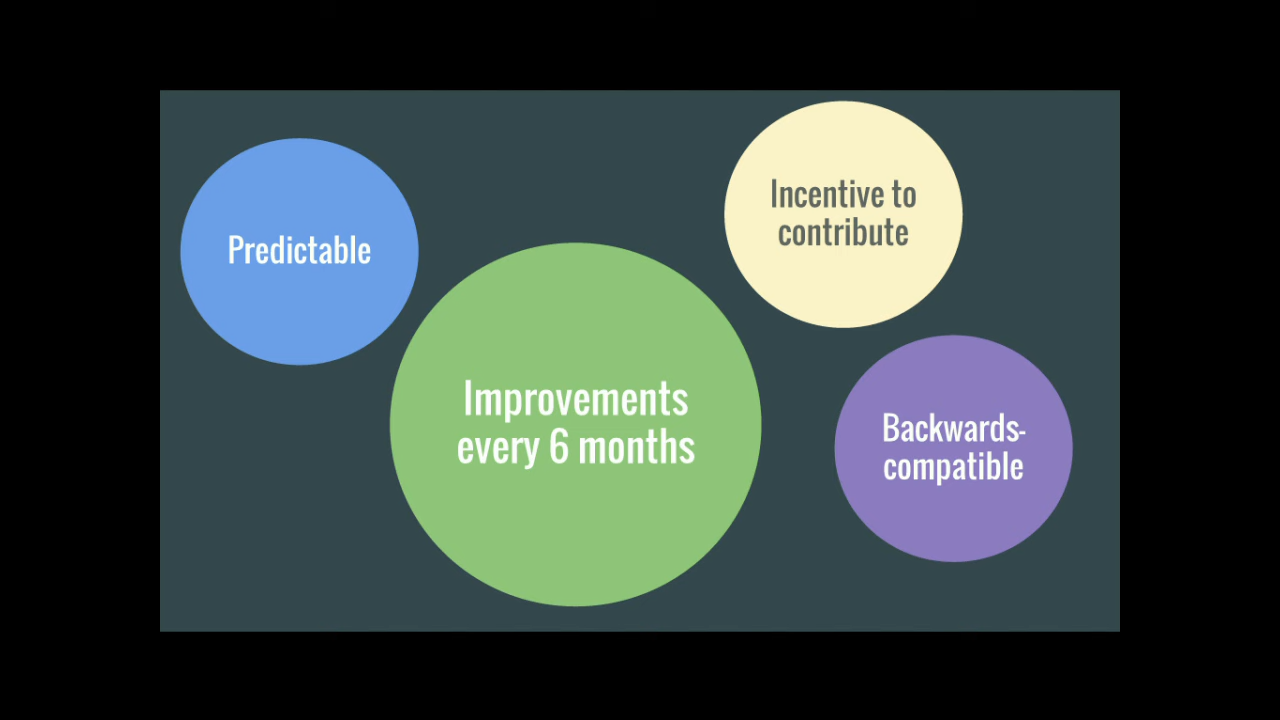 Predictable
Improvements
every 6 months
Incentive to
contribute
Backwards-
compatible